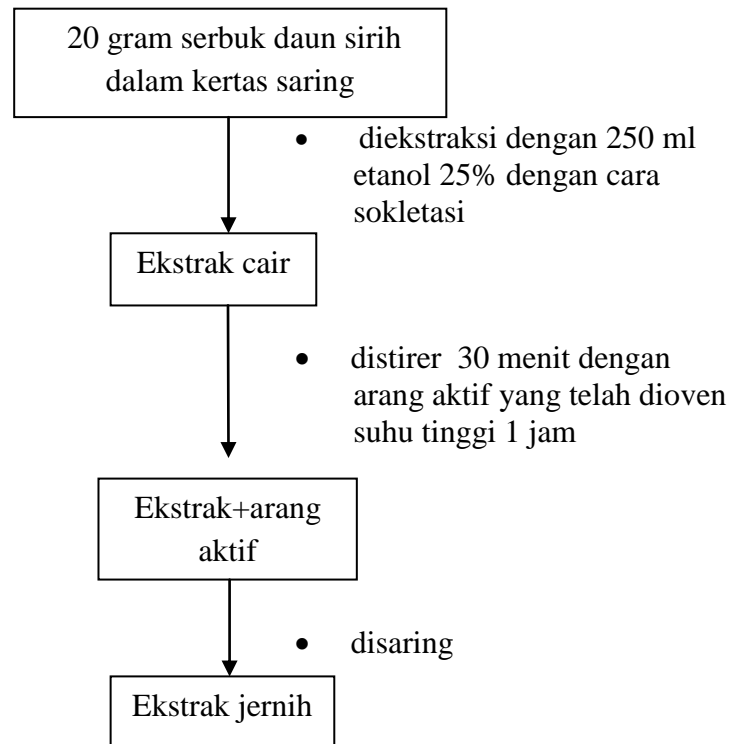 20 gram serbuk daun sirih
dalam kertas saring
• diekstraksi dengan 250 ml
etanol 25% dengan cara
sokletasi
Ekstrak cair
• distirer 30 menit dengan
arang aktif yang telah dioven
suhu tinggi 1 jam
Ekstrak+arang
aktif
• disaring
Ekstrak jernih